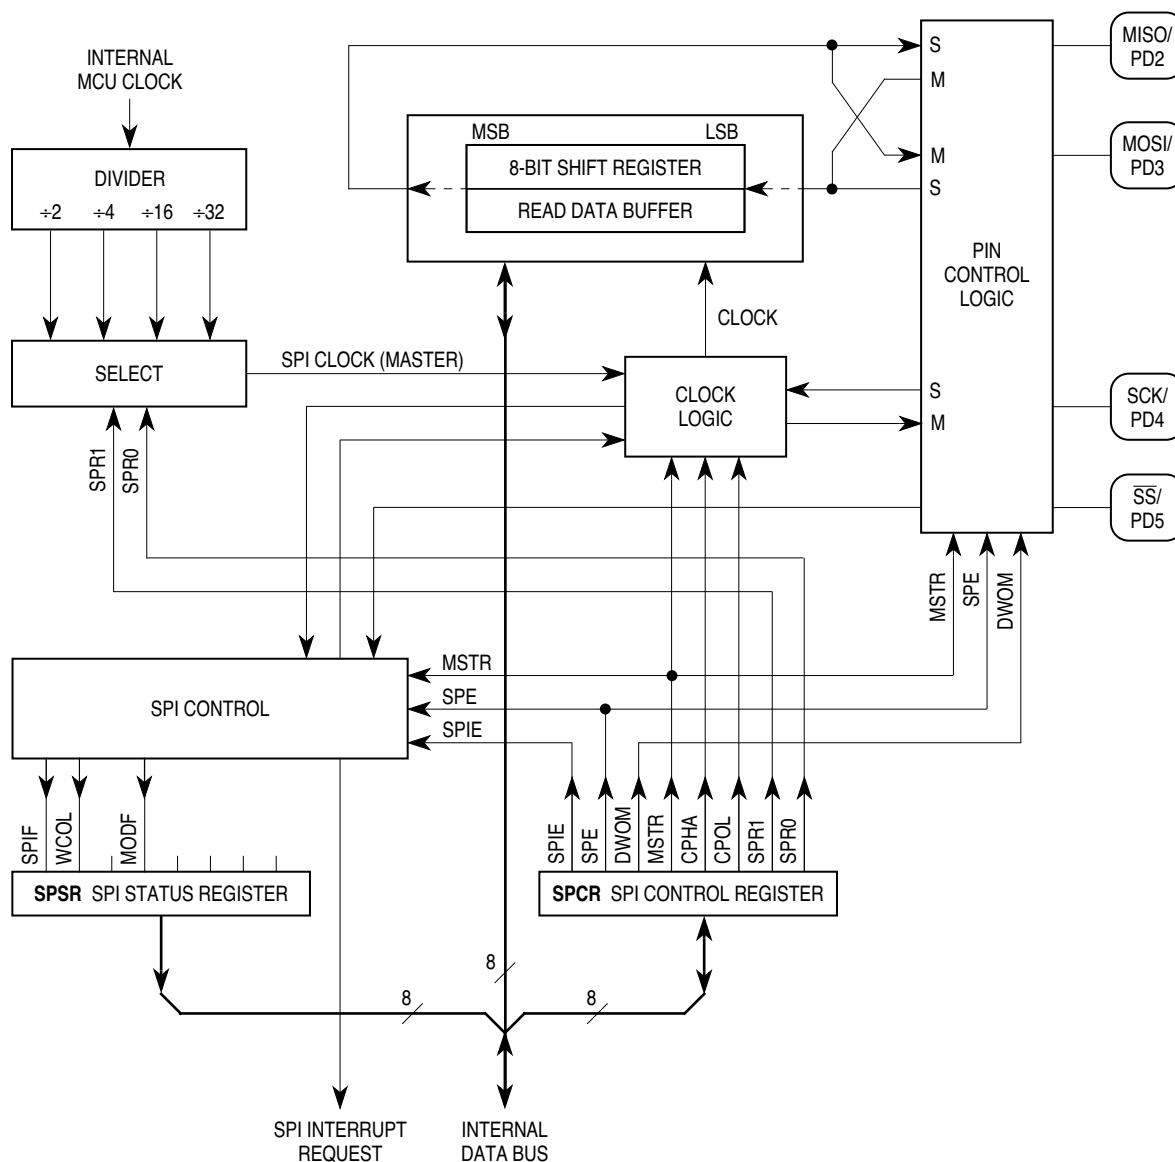 INTERNAL
MCU CLOCK
DIVIDER
÷2 ÷4 ÷16 ÷32
SELECT
SPR1
SPR0
SPI CLOCK (MASTER)
MSB LSB
8-BIT SHIFT REGISTER
READ DATA BUFFER
CLOCK
CLOCK
LOGIC
S
M
M
S
PIN
CONTROL
LOGIC
S
M
MISO/
PD2
MOSI/
PD3
SCK/
PD4
SS/
PD5
MSTR
SPE
DWOM
SPI CONTROL
MSTR
SPE
SPIE
SPIF
WCOL
MODF
SPSR SPI STATUS REGISTER
SPIE
SPE
DWOM
MSTR
CPHA
CPOL
SPR1
SPR0
SPCR SPI CONTROL REGISTER
8
8
8
SPI INTERRUPT
REQUEST
INTERNAL
DATA BUS